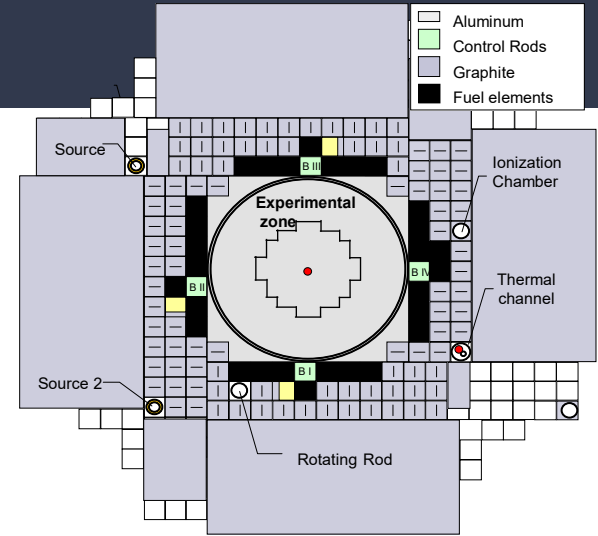 Aluminum
Control Rods
Graphite
Fuel elements
Source
B III
Ionization
Chamber
Experimental
zone
B II
B IV
Thermal
channel
Source 2
B I
Rotating Rod